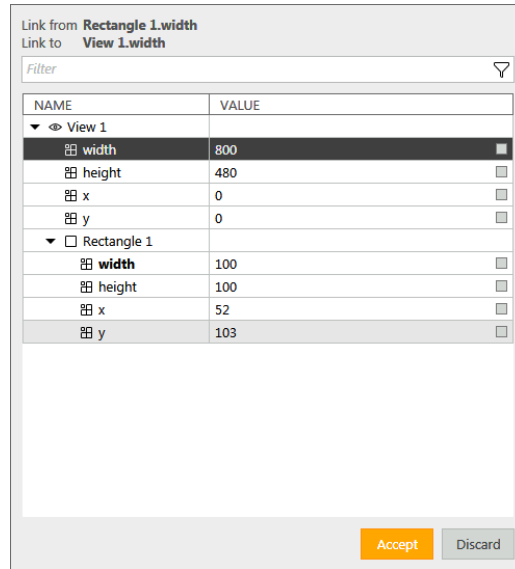 Link from Rectangle 1.width
Link to View 1.width
Filter
NAME VALUE
View 1
width 800
height 480
x 0
y 0
Rectangle 1
width 100
height 100
x 52
y 103
Accept Discard